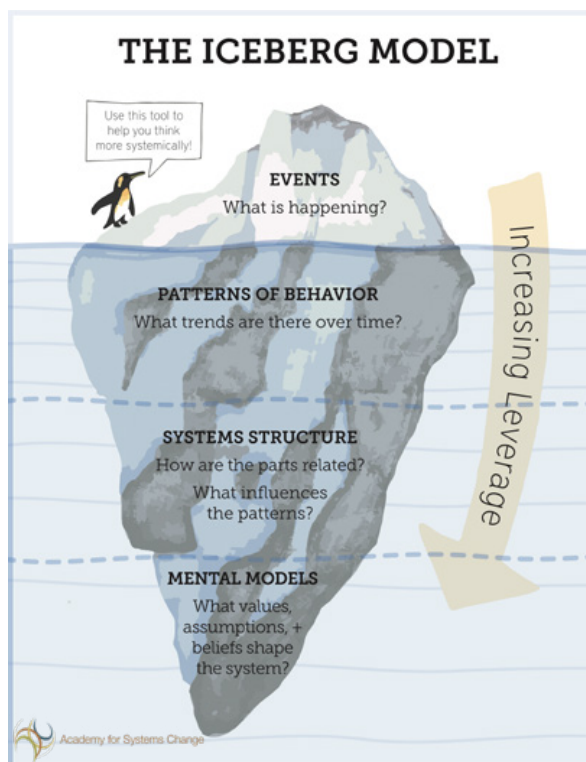 THE ICEBERG MODEL
Use this tool to
help you think
more systemically!
EVENTS
What is happening?
PATTERNS OF BEHAVIOR
What trends are there over time?
SYSTEMS STRUCTURE
How are the parts related?
What influences
the patterns?
MENTAL MODELS
What values,
assumptions, +
beliefs shape
the system?
Increasing Leverage
Academy for Systems Change